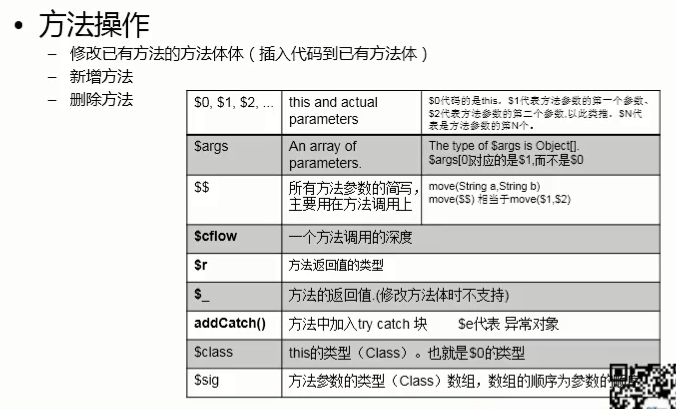 • 方法操作
– 修改已有方法的方法体体（插入代码到已有方法体）
– 新增方法
– 删除方法
$0, $1, $2, ... this and actual parameters $0代码的是this，$1代表方法参数的第一个参数、
$2代表方法参数的第二个参数,以此类推，$N代
表是方法参数的第N个。
$args An array of parameters. The type of $args is Object[].
$args[0]对应的是$1,而不是$0
$$ 所有方法参数的简写，主要用在方法调用上 move(String a,String b)
move($$) 相当于move($1,$2)
$cflow 一个方法调用的深度
$r 方法返回值的类型
$_ 方法的返回值.(修改方法体时不支持)
addCatch() 方法中加入try catch 块 $e代表 异常对象
$class this的类型（Class）。也就是$0的类型
$sig 方法参数的类型（Class）数组，数组的顺序为参数的